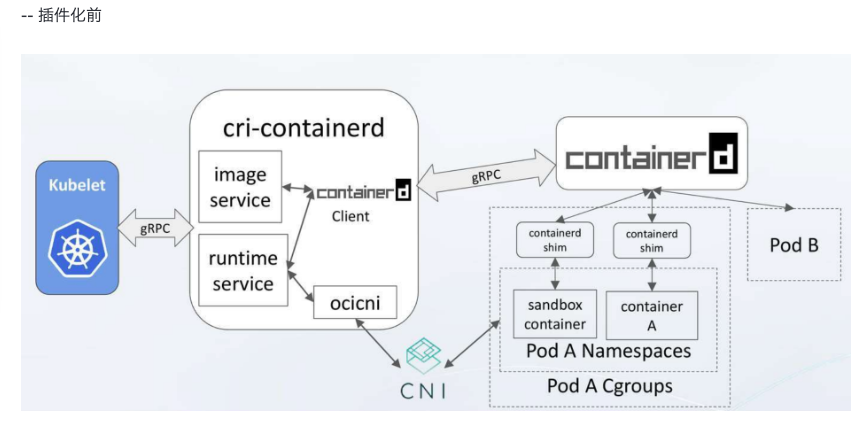 -- 插件化前
cri-containerd
Kubelet
gRPC
image
service
containerd
Client
runtime
service
ocicni
gRPC
containerd
containerd
shim
containerd
shim
Pod B
sandbox
container
container
A
Pod A Namespaces
Pod A Cgroups
CNI